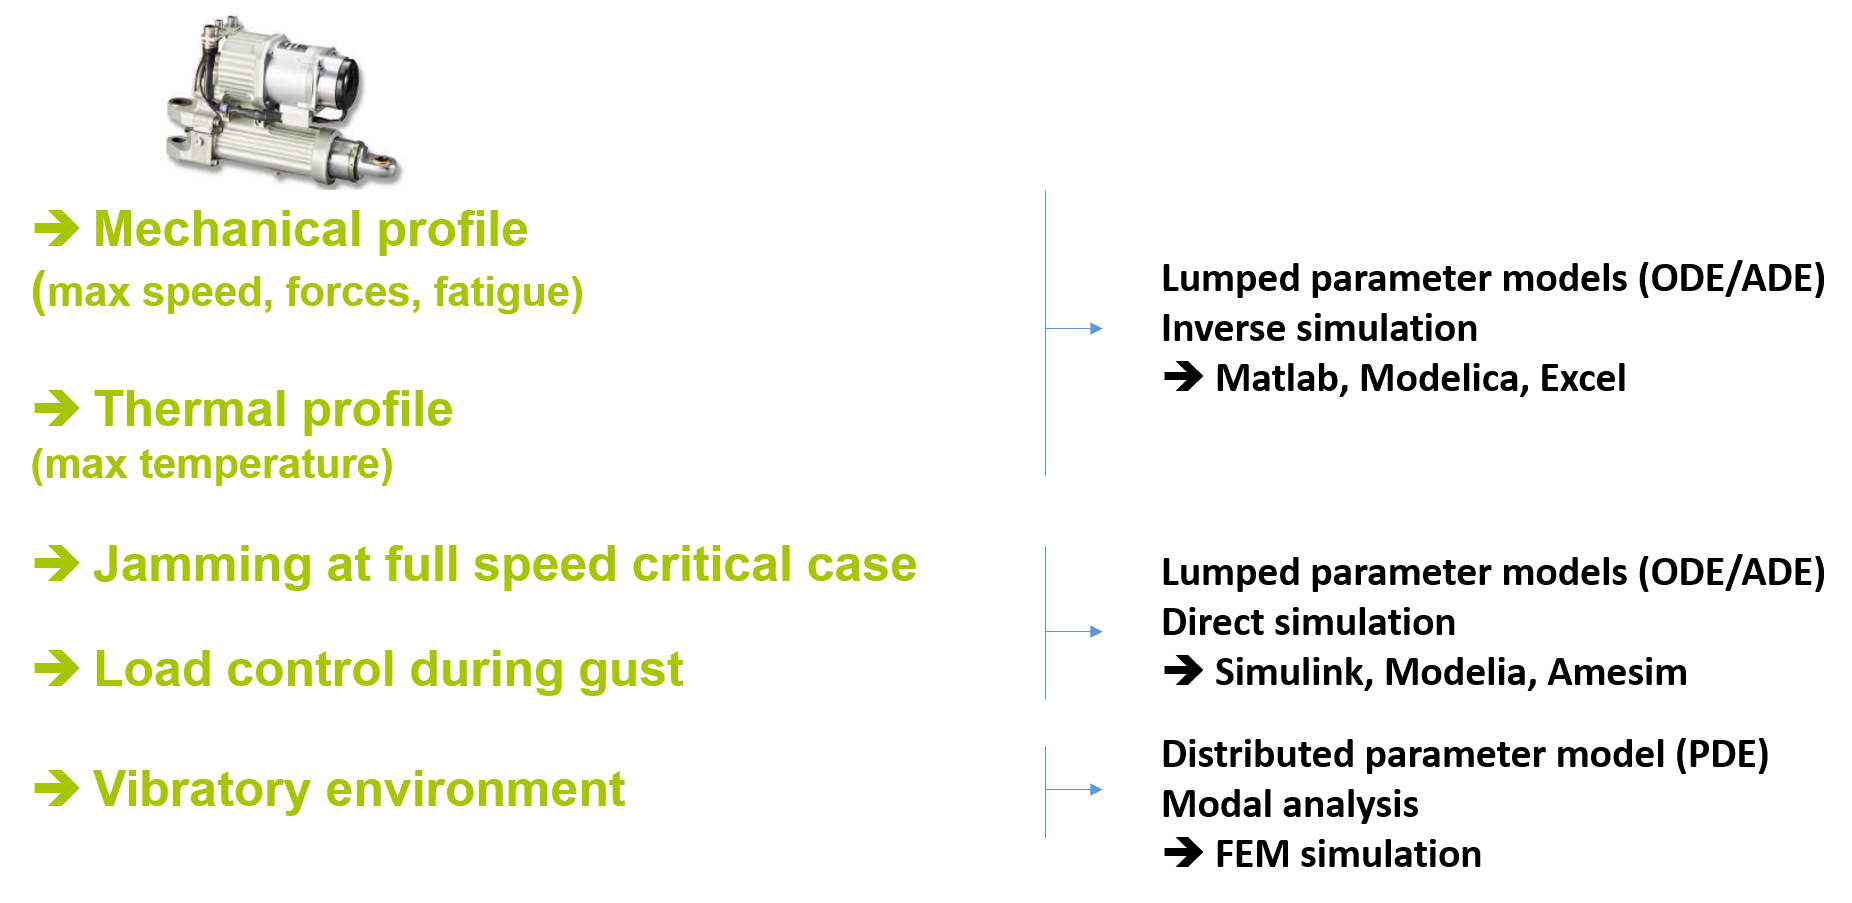 ➔ Mechanical profile
(max speed, forces, fatigue)
Lumped parameter models (ODE/ADE)
Inverse simulation
➔ Matlab, Modelica, Excel
➔ Thermal profile
(max temperature)
➔ Jamming at full speed critical case
➔ Load control during gust
Lumped parameter models (ODE/ADE)
Direct simulation
➔ Simulink, Modelia, Amesim
➔ Vibratory environment
Distributed parameter model (PDE)
Modal analysis
➔ FEM simulation